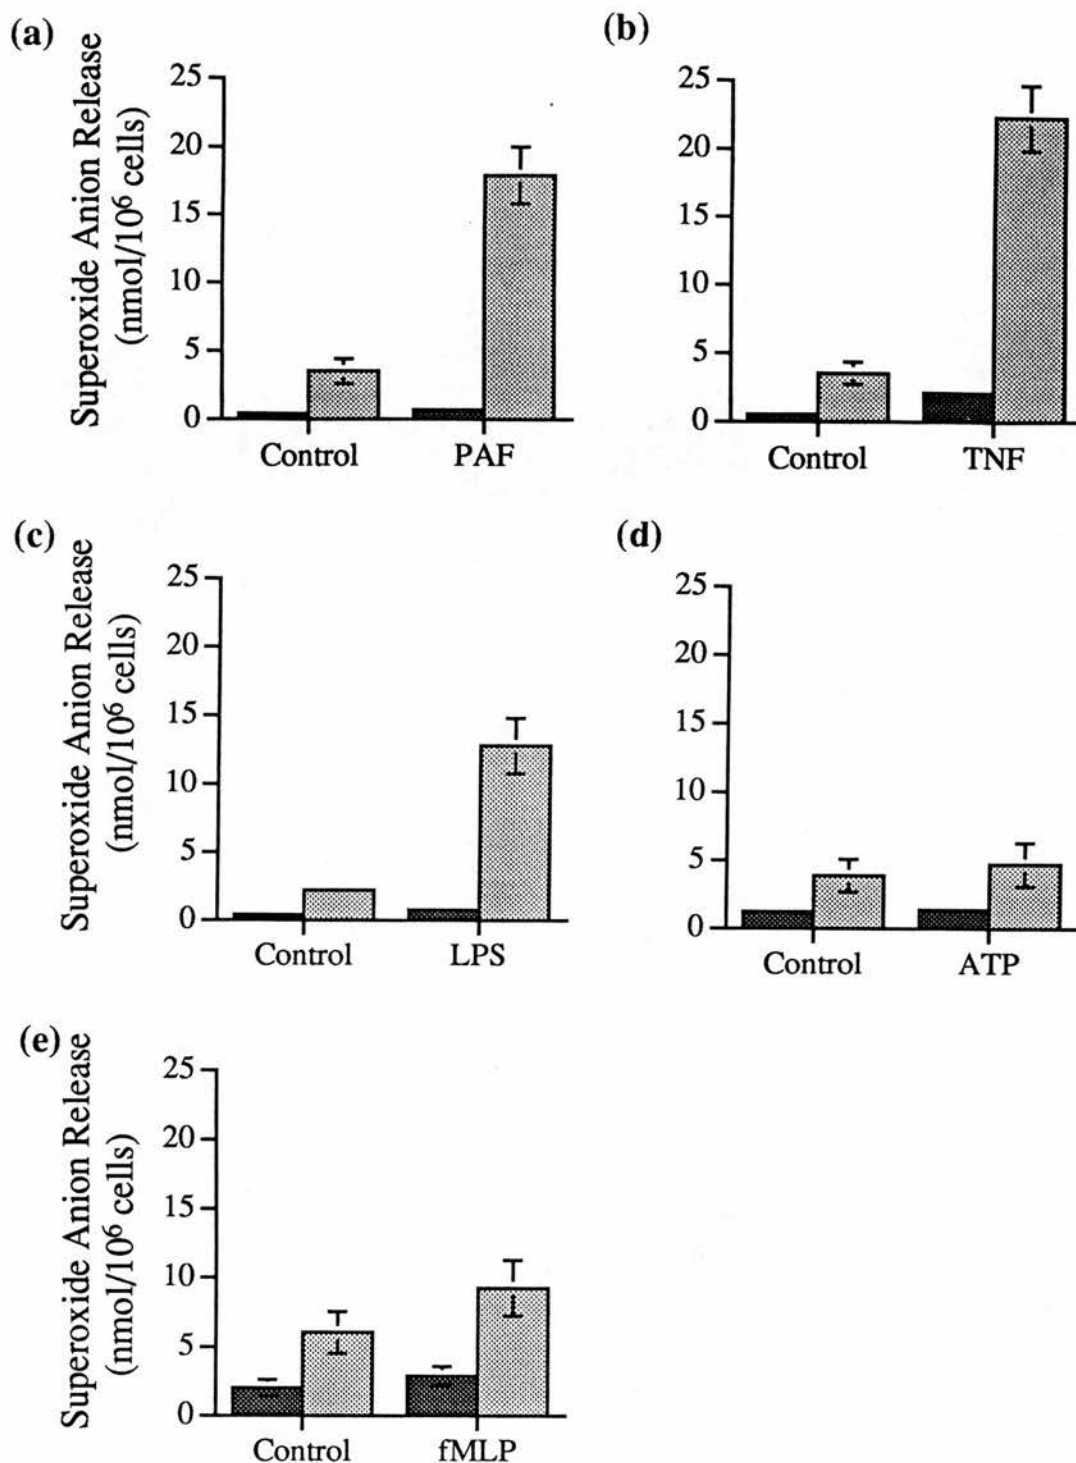 (a)
Superoxide Anion Release
(nmol/10⁶ cells)
25
20
15
10
5
0
Control PAF
(b)
25
20
15
10
5
0
Control TNF
(c)
Superoxide Anion Release
(nmol/10⁶ cells)
25
20
15
10
5
0
Control LPS
(d)
25
20
15
10
5
0
Control ATP
(e)
Superoxide Anion Release
(nmol/10⁶ cells)
25
20
15
10
5
0
Control fMLP